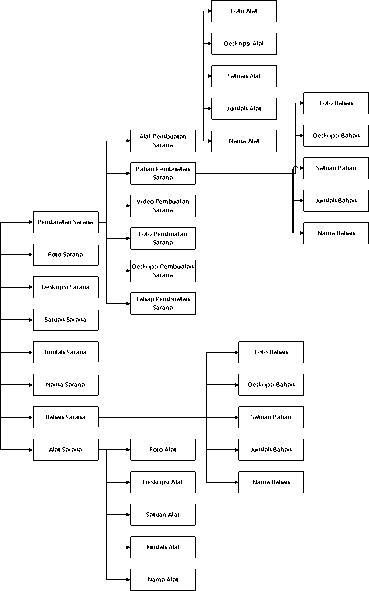 Foto Alat
Deskripsi Alat
Satuan Alat
Jumlah Alat
Nama Alat
Foto Bahan
Deskripsi Bahan
Satuan Bahan
Jumlah Bahan
Nama Bahan
Alat Pembuatan
Sarana
Bahan Pembuatan
Sarana
Video Pembuatan
Sarana
Foto Pembuatan
Sarana
Deskripsi Pembuatan
Sarana
Tahap Pembuatan
Sarana
Pembuatan Sarana
Foto Sarana
Deskripsi Sarana
Satuan Sarana
Jumlah Sarana
Nama Sarana
Bahan Sarana
Alat Sarana
Foto Bahan
Deskripsi Bahan
Satuan Bahan
Jumlah Bahan
Nama Bahan
Foto Alat
Deskripsi Alat
Satuan Alat
Jumlah Alat
Nama Alat